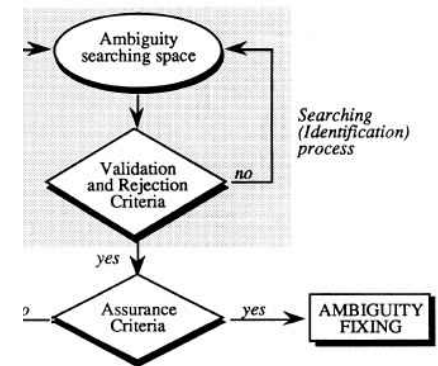 Ambiguity
searching space
Searching
(Identification)
process
Validation
and Rejection
Criteria
no
yes
Assurance
Criteria
yes
AMBIGUITY
FIXING